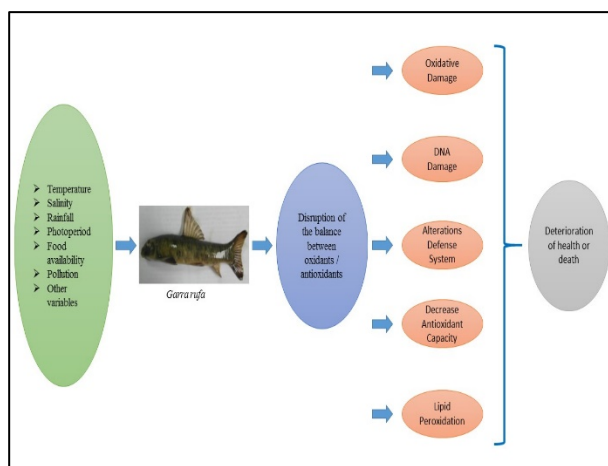 Temperature
Salinity
Rainfall
Photoperiod
Food
availability
Pollution
Other
variables
Garra rufa
Disruption of
the balance
between
oxidants /
antioxidants
Oxidative
Damage
DNA
Damage
Alterations
Defense
System
Decrease
Antioxidant
Capacity
Lipid
Peroxidation
Deterioration
of health or
death